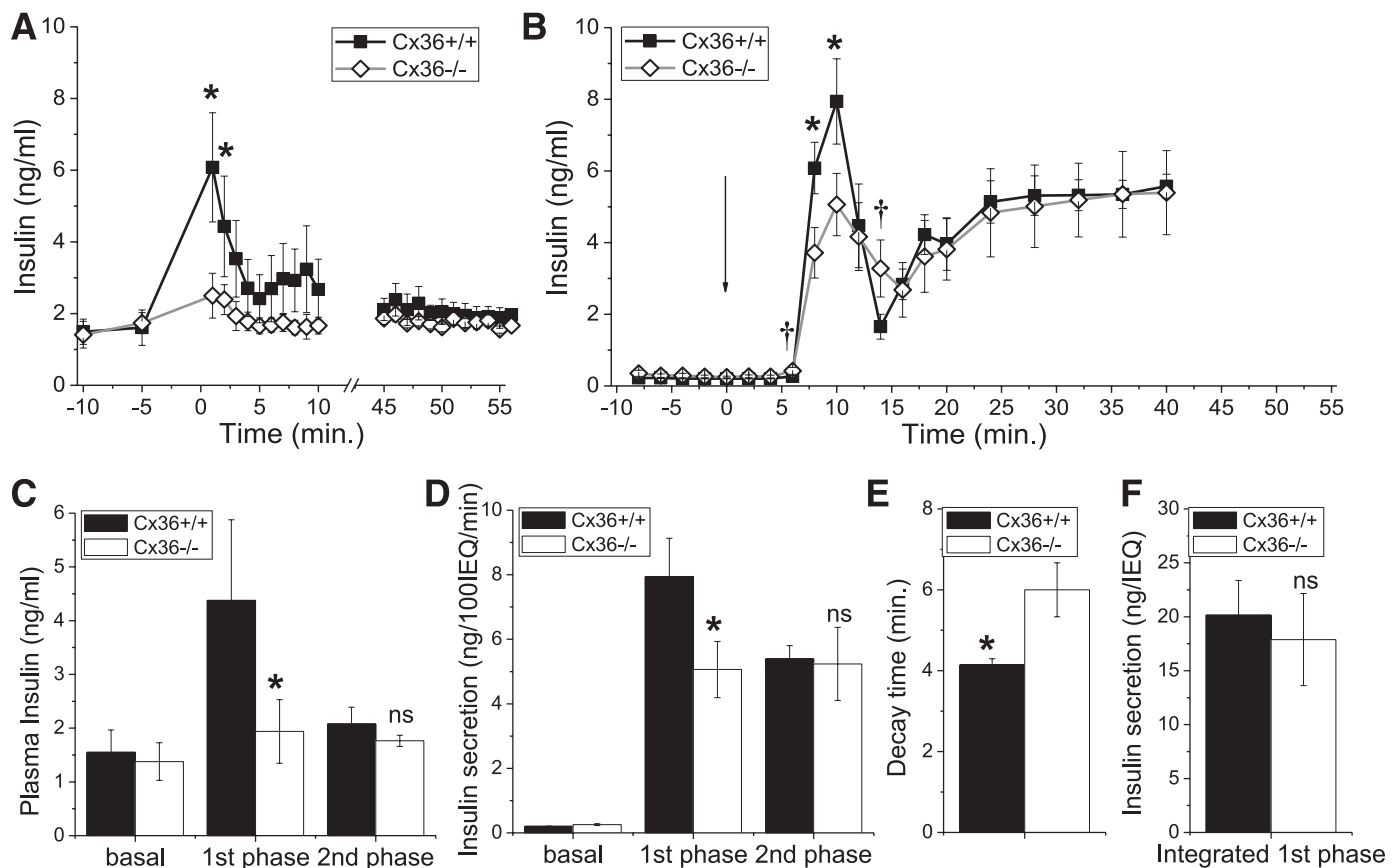 A
Cx36+/+
Cx36-/-
Insulin (ng/ml)
10
8
6
4
2
0
*
*
-10 -5 0 5 10 45 50 55
Time (min.)
B
Cx36+/+
Cx36-/-
Insulin (ng/ml)
10
8
6
4
2
0
*
*
†
†
-10 -5 0 5 10 15 20 25 30 35 40 45 50 55
Time (min.)
C
Cx36+/+
Cx36-/-
Plasma Insulin (ng/ml)
6
5
4
3
2
1
0
*
ns
basal 1st phase 2nd phase
D
Cx36+/+
Cx36-/-
Insulin secretion (ng/100IEQ/min)
10
8
6
4
2
0
*
ns
basal 1st phase 2nd phase
E
Cx36+/+
Cx36-/-
Decay time (min.)
8
6
4
2
0
*
F
Cx36+/+
Cx36-/-
Insulin secretion (ng/IEQ)
30
25
20
15
10
5
0
ns
Integrated 1st phase